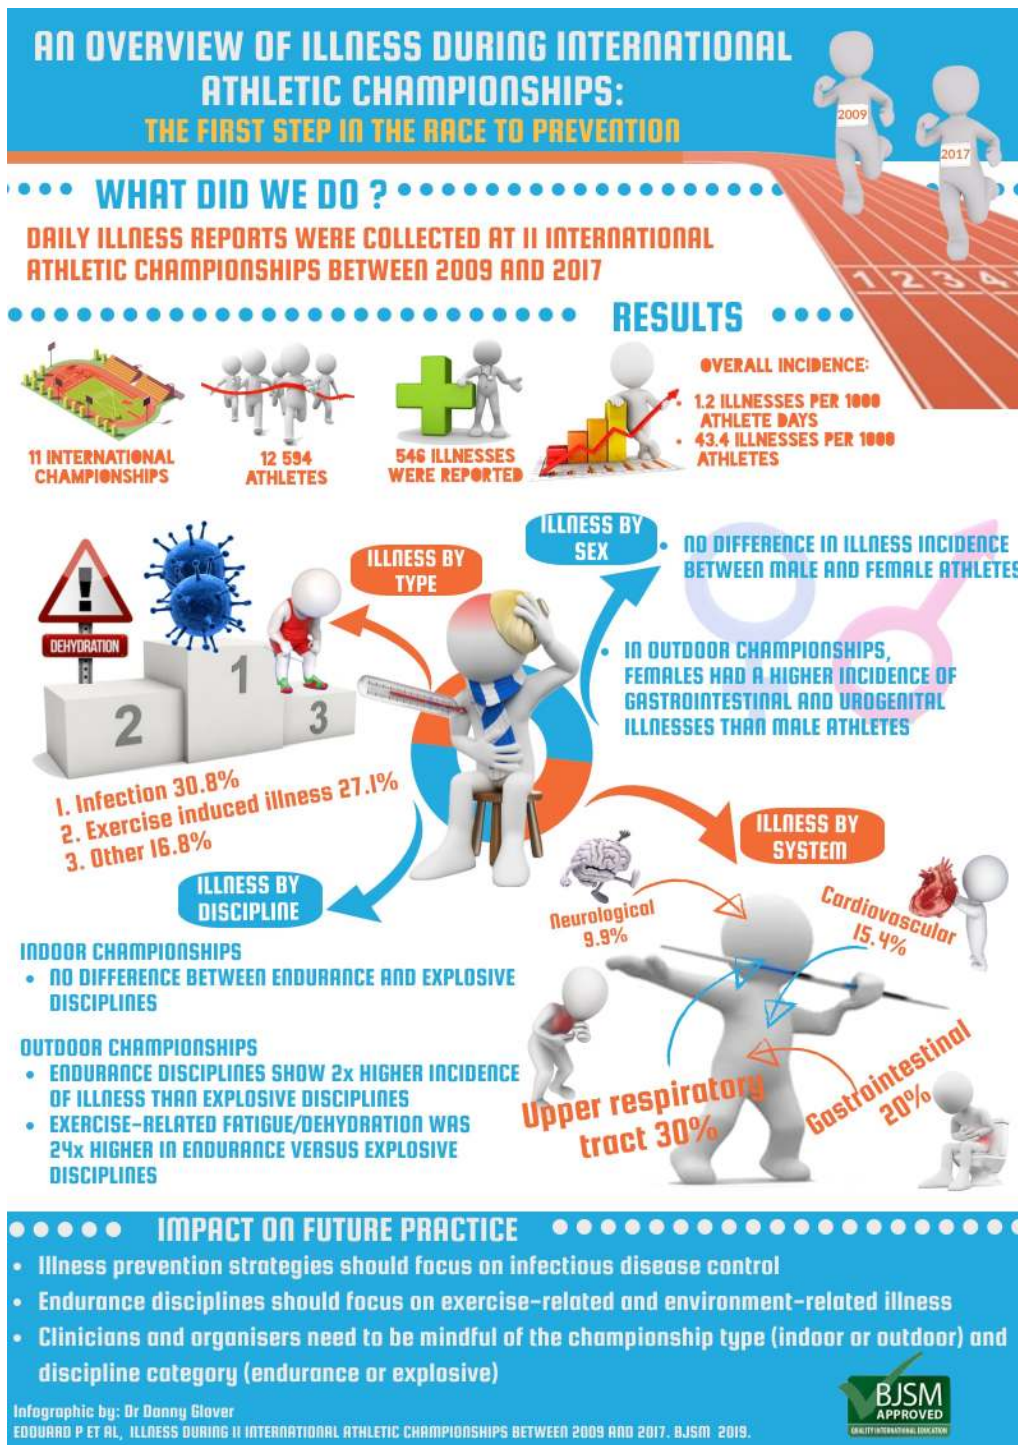 AN OVERVIEW OF ILLNESS DURING INTERNATIONAL
ATHLETIC CHAMPIONSHIPS:
THE FIRST STEP IN THE RACE TO PREVENTION
2009
2017
WHAT DID WE DO ?
DAILY ILLNESS REPORTS WERE COLLECTED AT 11 INTERNATIONAL
ATHLETIC CHAMPIONSHIPS BETWEEN 2009 AND 2017
1 2 3 4
RESULTS
11 INTERNATIONAL
CHAMPIONSHIPS
12 594
ATHLETES
546 ILLNESSES
WERE REPORTED
OVERALL INCIDENCE:
• 1.2 ILLNESSES PER 1000
ATHLETE DAYS
• 43.4 ILLNESSES PER 1000
ATHLETES
ILLNESS BY
TYPE
DEHYDRATION
1
2
3
1. Infection 30.8%
2. Exercise induced illness 27.1%
3. Other 16.8%
ILLNESS BY
SEX
• NO DIFFERENCE IN ILLNESS INCIDENCE
BETWEEN MALE AND FEMALE ATHLETES
• IN OUTDOOR CHAMPIONSHIPS,
FEMALES HAD A HIGHER INCIDENCE OF
GASTROINTESTINAL AND UROGENITAL
ILLNESSES THAN MALE ATHLETES
ILLNESS BY
DISCIPLINE
INDOOR CHAMPIONSHIPS
• NO DIFFERENCE BETWEEN ENDURANCE AND EXPLOSIVE
DISCIPLINES
OUTDOOR CHAMPIONSHIPS
• ENDURANCE DISCIPLINES SHOW 2x HIGHER INCIDENCE
OF ILLNESS THAN EXPLOSIVE DISCIPLINES
• EXERCISE-RELATED FATIGUE/DEHYDRATION WAS
24x HIGHER IN ENDURANCE VERSUS EXPLOSIVE
DISCIPLINES
ILLNESS BY
SYSTEM
Neurological
9.9%
Cardiovascular
15.4%
Upper respiratory
tract 30%
Gastrointestinal
20%
IMPACT ON FUTURE PRACTICE
• Illness prevention strategies should focus on infectious disease control
• Endurance disciplines should focus on exercise-related and environment-related illness
• Clinicians and organisers need to be mindful of the championship type (indoor or outdoor) and
discipline category (endurance or explosive)
Infographic by: Dr Danny Glover
EDOUARD P ET AL, ILLNESS DURING 11 INTERNATIONAL ATHLETIC CHAMPIONSHIPS BETWEEN 2009 AND 2017. BJSM 2019.
BJSM
APPROVED
QUALITY INTERNATIONAL EDUCATION